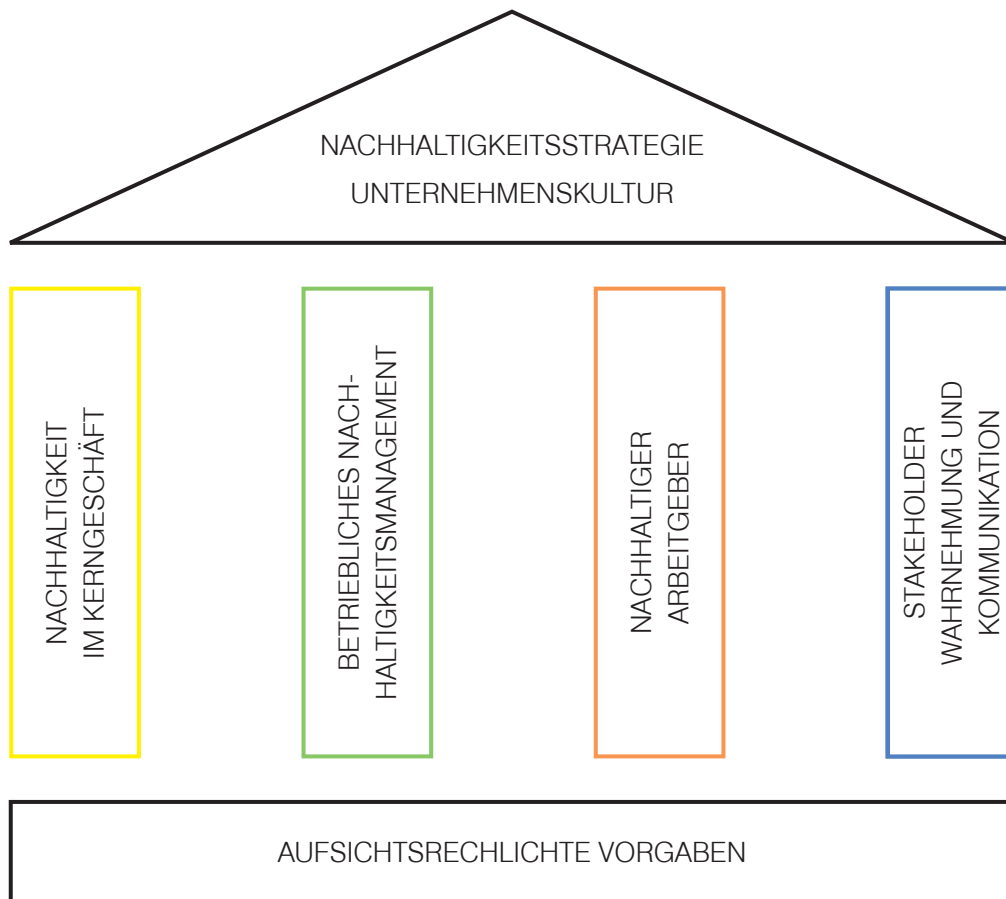 NACHHALTIGKEITSSTRATEGIE
UNTERNEHMENSKULTUR
NACHHALTIGKEIT
IM KERNGESCHÄFT
BETRIEBLICHES NACH-
HALTIGKEITSMANAGEMENT
NACHHALTIGER
ARBEITGEBER
STAKEHOLDER
WAHRNEHMUNG UND
KOMMUNIKATION
AUFSICHTSRECHLICHTE VORGABEN